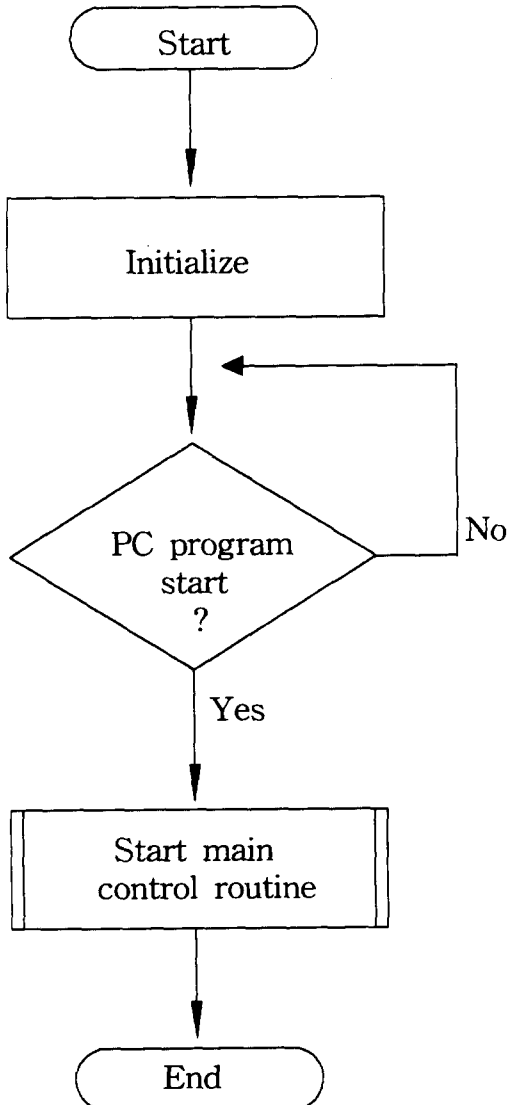 Start
Initialize
PC program
start
?
No
Yes
Start main
control routine
End